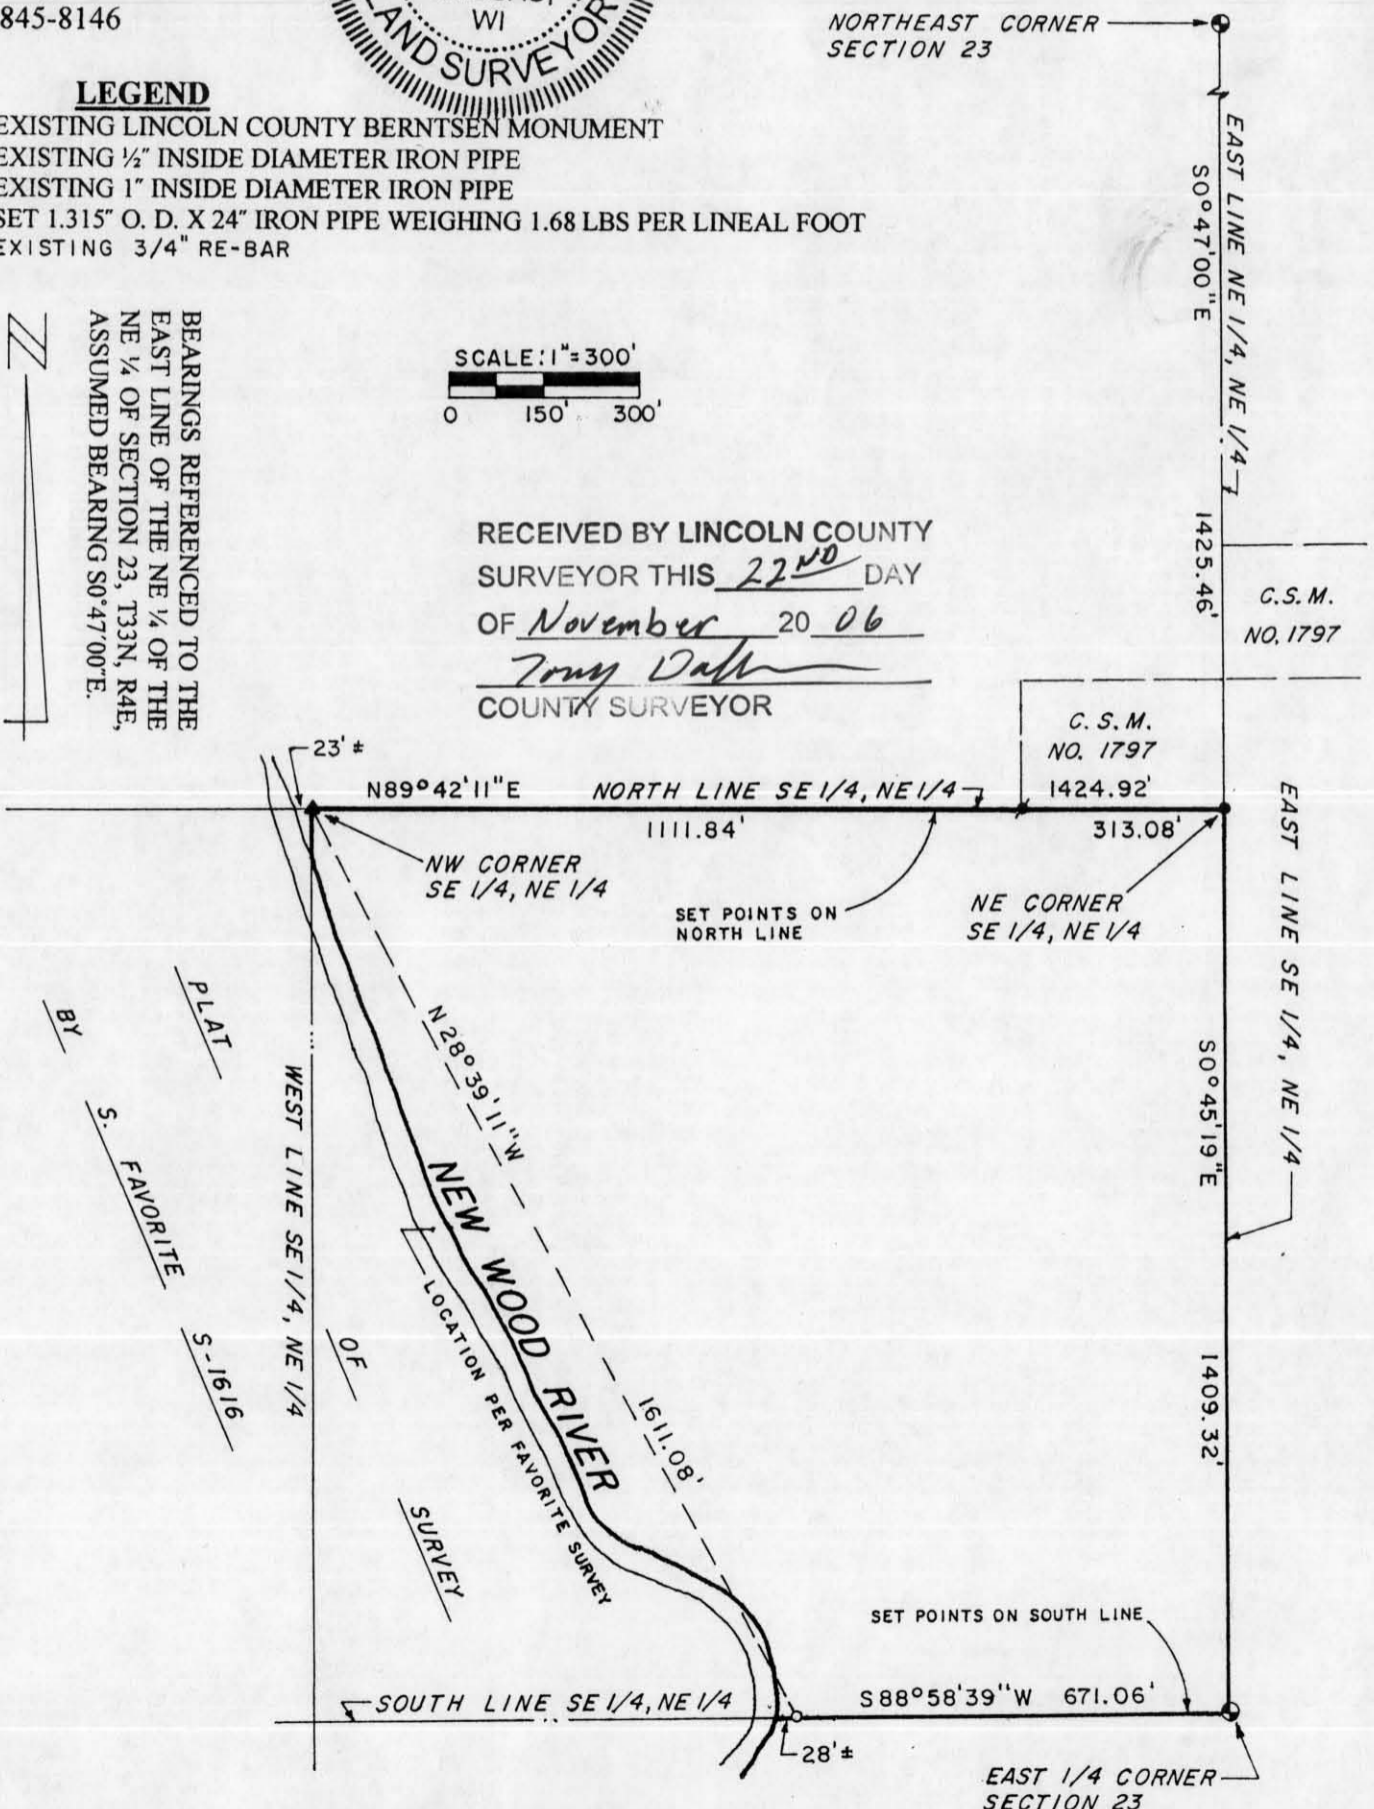 845-8146
WI
LAND SURVEYOR
NORTHEAST CORNER
SECTION 23
LEGEND
EXISTING LINCOLN COUNTY BERNTSEN MONUMENT
EXISTING ½" INSIDE DIAMETER IRON PIPE
EXISTING 1" INSIDE DIAMETER IRON PIPE
SET 1.315" O. D. X 24" IRON PIPE WEIGHING 1.68 LBS PER LINEAL FOOT
EXISTING 3/4" RE-BAR
EAST LINE NE 1/4, NE 1/4
S0°47'00"E
1425.46'
N
BEARINGS REFERENCED TO THE
EAST LINE OF THE NE ¼ OF THE
NE ¼ OF SECTION 23, T33N, R4E,
ASSUMED BEARING S0°47'00"E.
SCALE: 1"=300'
0 150' 300'
RECEIVED BY LINCOLN COUNTY
SURVEYOR THIS 22ND DAY
OF November 20 06
COUNTY SURVEYOR
C.S.M.
NO. 1797
C.S.M.
NO. 1797
23'±
N89°42'11"E NORTH LINE SE 1/4, NE 1/4 1424.92'
1111.84' 313.08'
NW CORNER
SE 1/4, NE 1/4
SET POINTS ON
NORTH LINE
NE CORNER
SE 1/4, NE 1/4
EAST LINE SE 1/4, NE 1/4
S0°45'19"E
1409.32'
PLAT
OF
SURVEY
BY
S.
FAVORITE
S-1616
WEST LINE SE 1/4, NE 1/4
N28°39'11"W
1611.08'
NEW WOOD RIVER
LOCATION PER FAVORITE SURVEY
SET POINTS ON SOUTH LINE
SOUTH LINE SE 1/4, NE 1/4
S88°58'39"W 671.06'
28'±
EAST 1/4 CORNER
SECTION 23